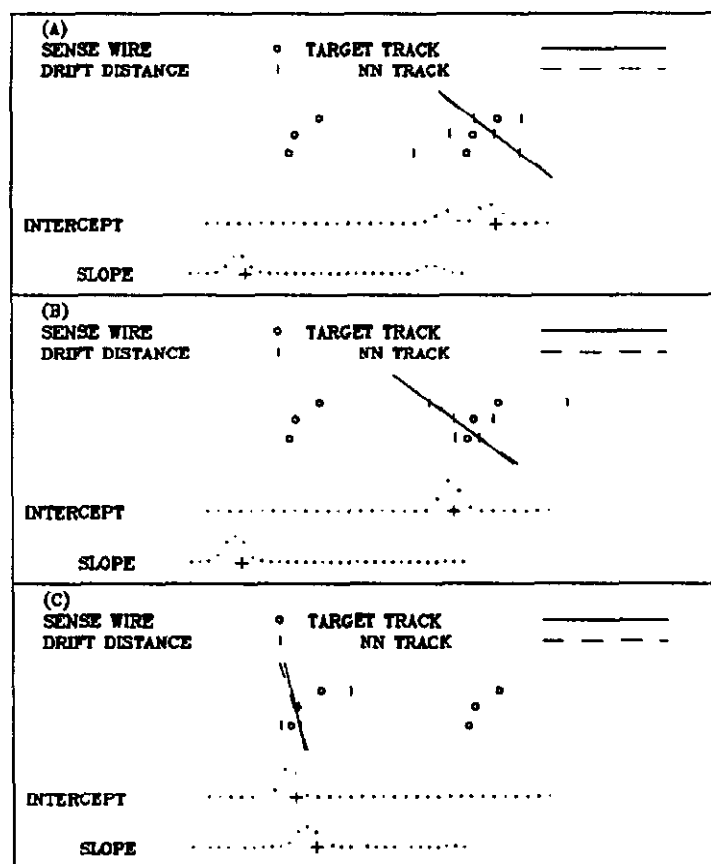 (A)
SENSE WIRE TARGET TRACK
DRIFT DISTANCE NN TRACK
INTERCEPT
SLOPE
(B)
SENSE WIRE TARGET TRACK
DRIFT DISTANCE NN TRACK
INTERCEPT
SLOPE
(C)
SENSE WIRE TARGET TRACK
DRIFT DISTANCE NN TRACK
INTERCEPT
SLOPE